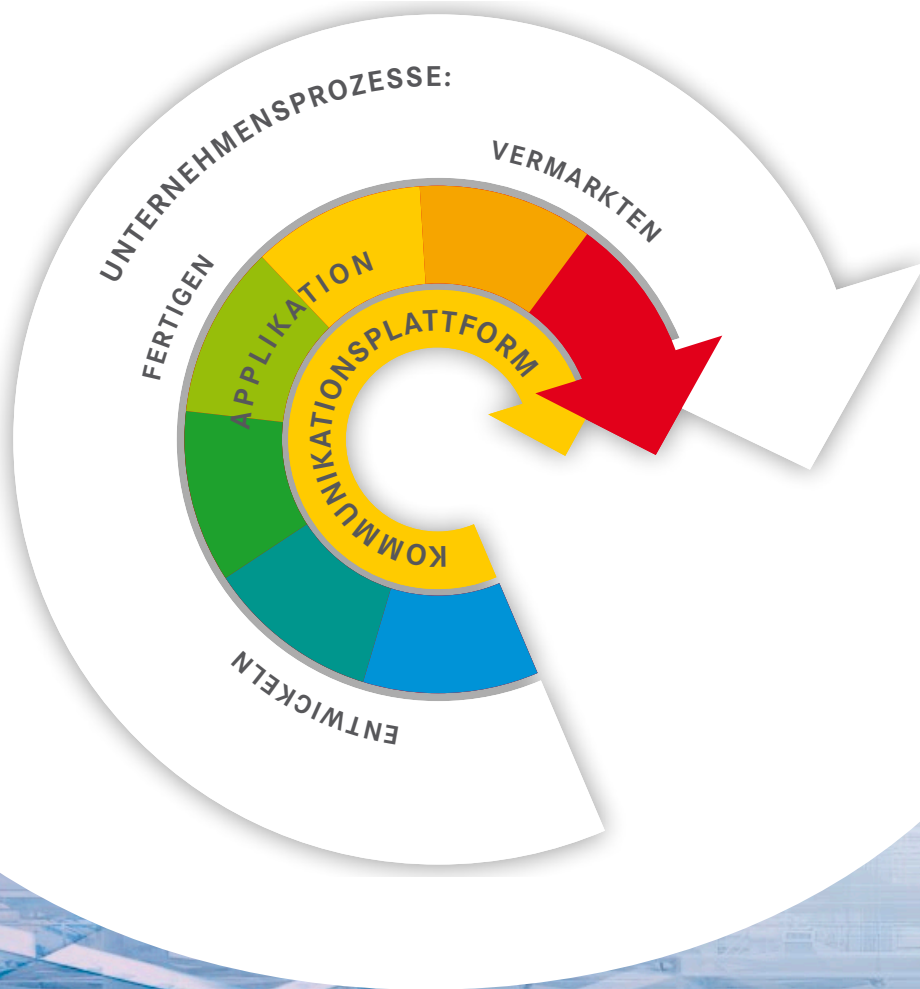 UNTERNEHMENSPROZESSE:
VERMARKTEN
FERTIGEN
APPLIKATION
KOMMUNIKATIONSPLATTFORM
ENTWICKELN